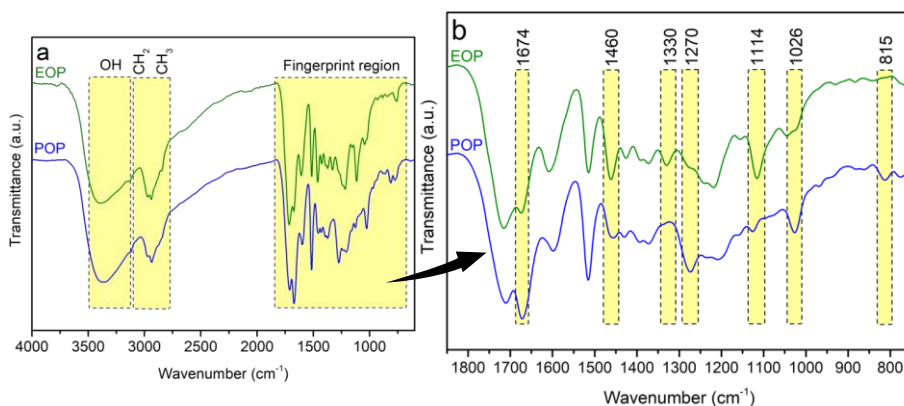 a
OH
CH₂
CH₃
Fingerprint region
EOP
POP
Transmittance (a.u.)
4000 3500 3000 2500 2000 1500 1000
Wavenumber (cm⁻¹)
b
EOP
POP
1674
1460
1330
1270
1114
1026
815
Transmittance (a.u.)
1800 1700 1600 1500 1400 1300 1200 1100 1000 900 800
Wavenumber (cm⁻¹)